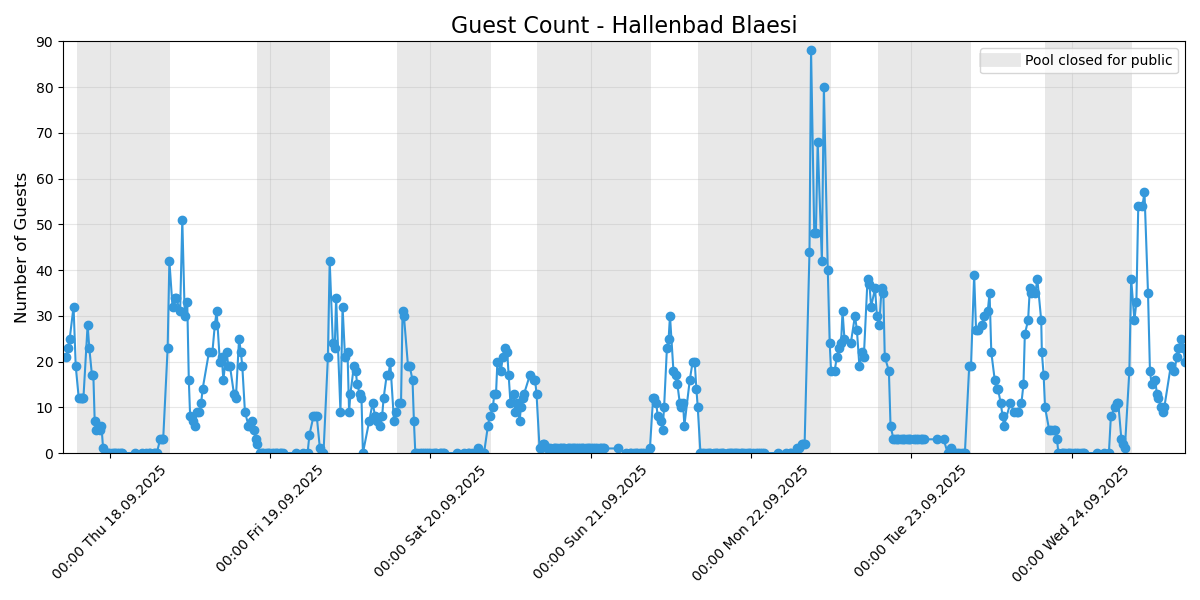 Guest Count - Hallenbad Blaesi
Pool closed for public
Number of Guests
90
80
70
60
50
40
30
20
10
0
00:00 Thu 18.09.2025
00:00 Fri 19.09.2025
00:00 Sat 20.09.2025
00:00 Sun 21.09.2025
00:00 Mon 22.09.2025
00:00 Tue 23.09.2025
00:00 Wed 24.09.2025